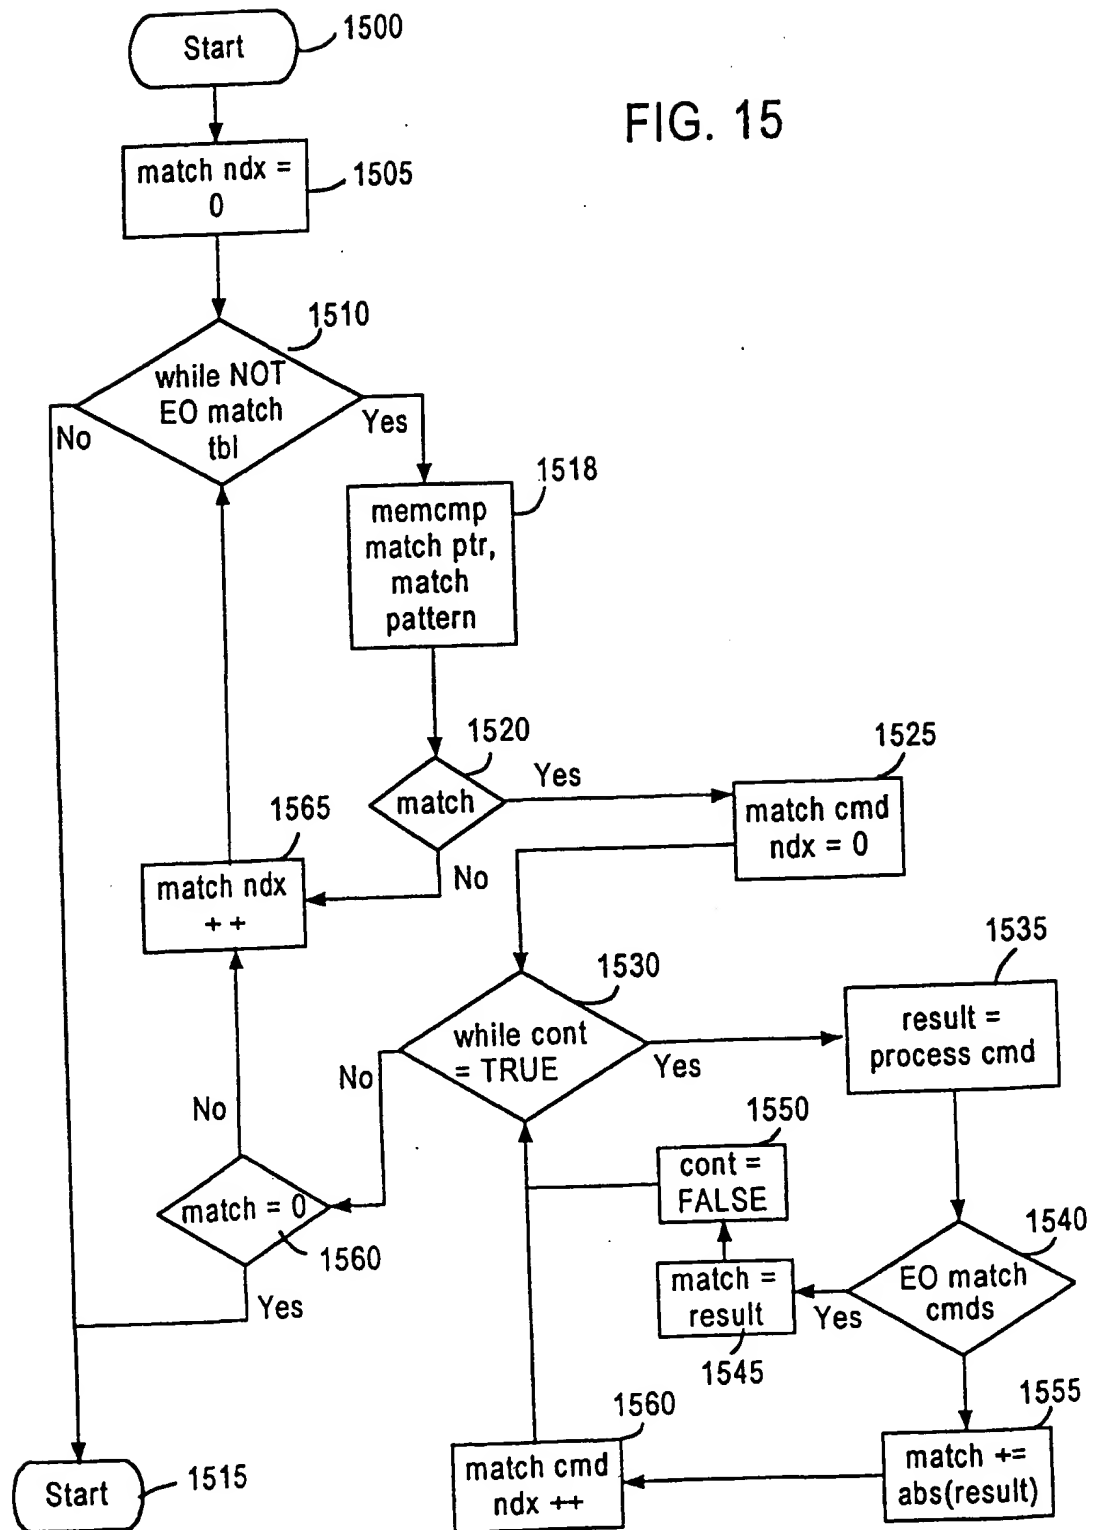 Start
1500
FIG. 15
match ndx =
0
1505
1510
while NOT
EO match
tbl
No
Yes
1518
memcmp
match ptr,
match
pattern
1520
match
Yes
No
1525
match cmd
ndx = 0
1565
match ndx
++
1530
while cont
= TRUE
No
Yes
1535
result =
process cmd
No
match = 0
1560
Yes
1550
cont =
FALSE
1540
EO match
cmds
Yes
match =
result
1545
1555
match +=
abs(result)
1560
match cmd
ndx ++
Start
1515